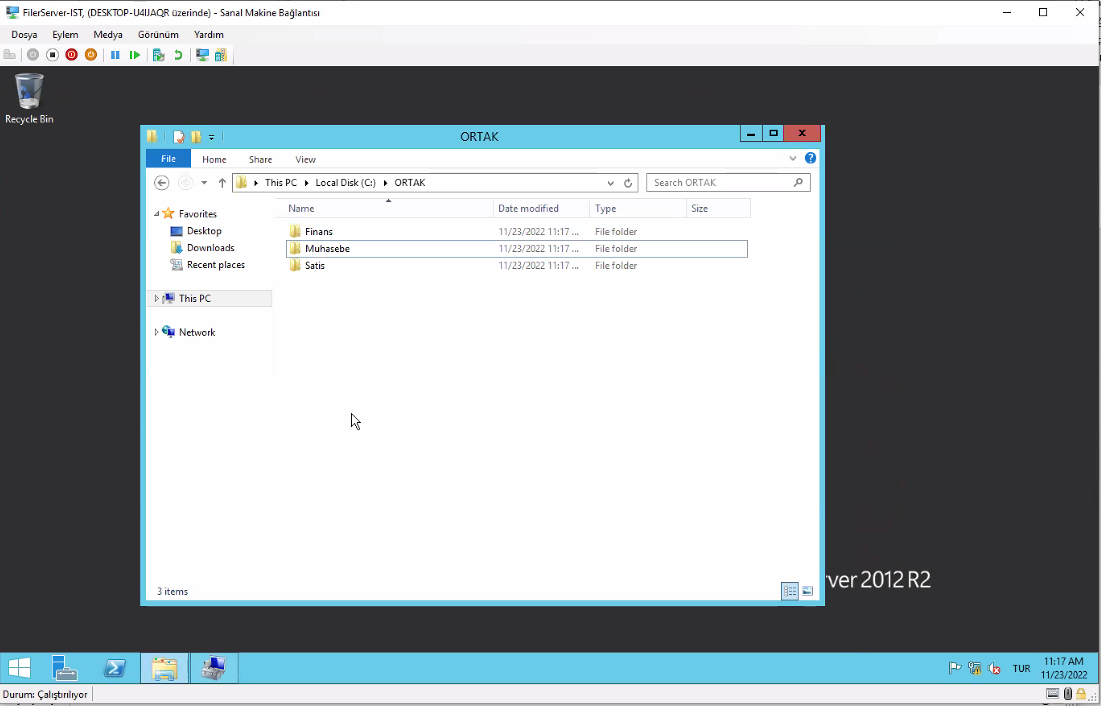 FilerServer-IST, (DESKTOP-U4IJAQR üzerinde) - Sanal Makine Bağlantısı
Dosya Eylem Medya Görünüm Yardım
Recycle Bin
ORTAK
File Home Share View
This PC Local Disk (C:) ORTAK
Search ORTAK
Name Date modified Type Size
Favorites
Desktop
Downloads
Recent places
This PC
Network
Finans 11/23/2022 11:17 ... File folder
Muhasebe 11/23/2022 11:17 ... File folder
Satis 11/23/2022 11:17 ... File folder
3 items
ver 2012 R2
TUR
11:17 AM
11/23/2022
Durum: Çalıştırılıyor